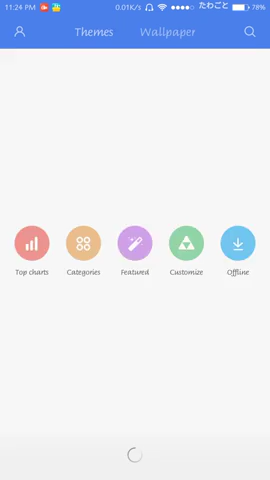 11:24 PM 0.01K/s たわごと 78%
Themes Wallpaper
Top charts Categories Featured Customize Offline